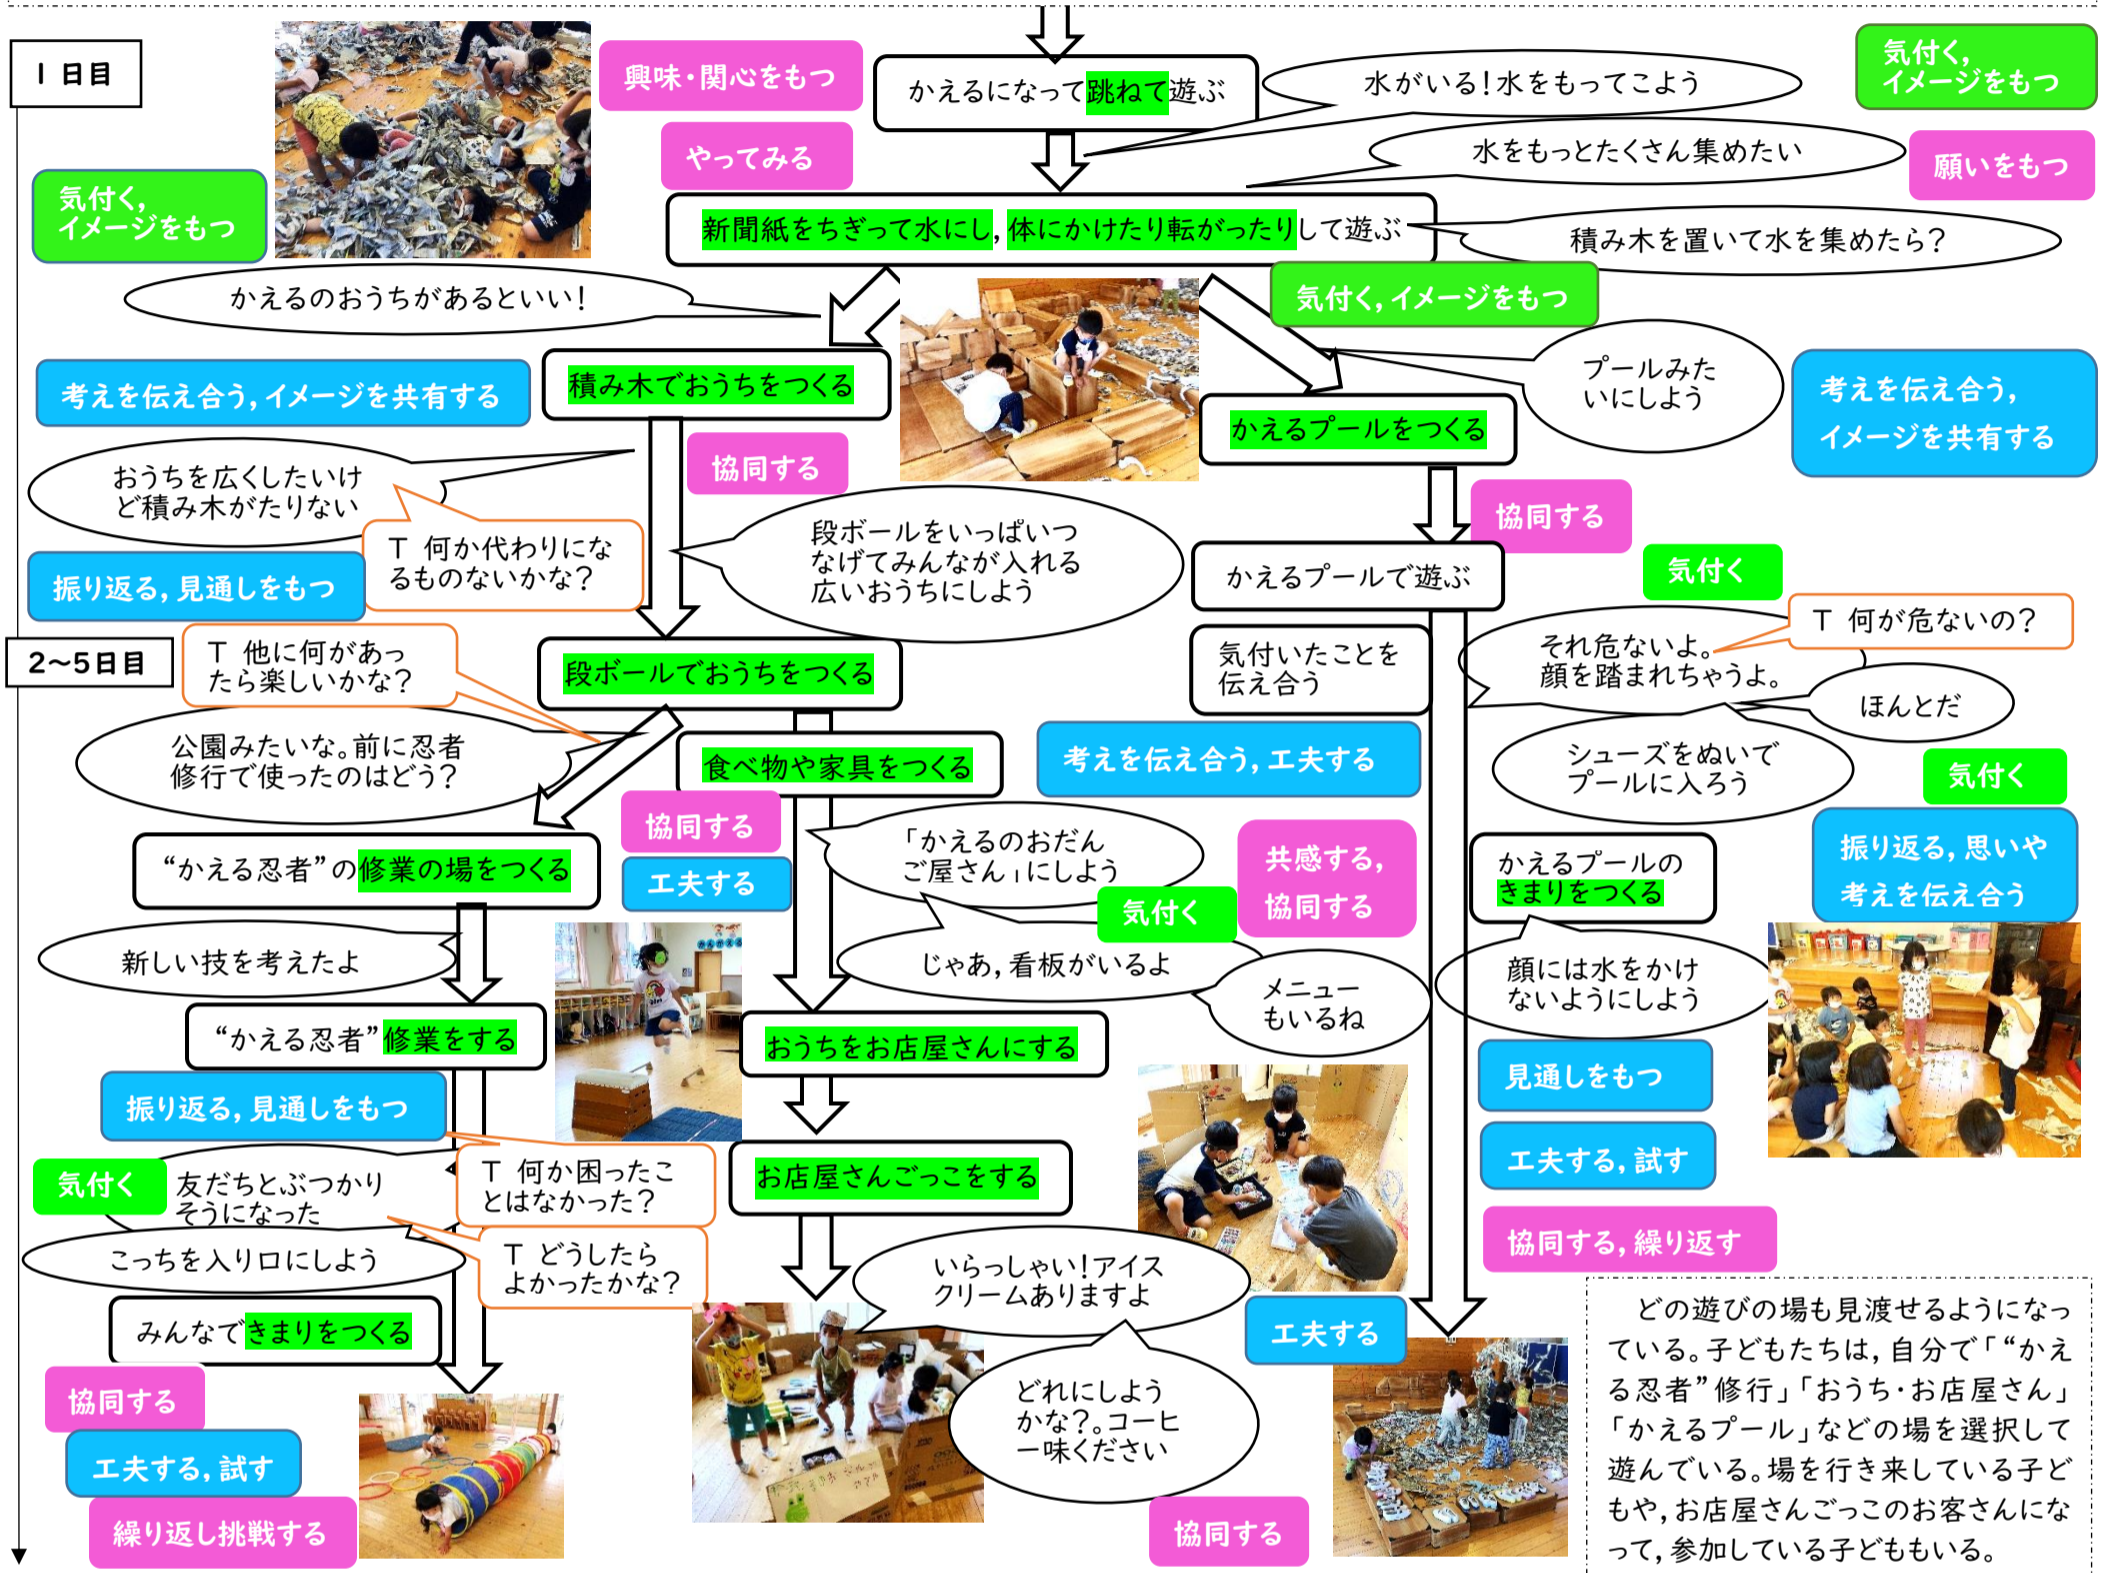 1 日目
興味・関心をもつ
かえるになって跳ねて遊ぶ
水がいる！水をもってこよう
気付く，
イメージをもつ
やってみる
水をもっとたくさん集めたい
願いをもつ
気付く，
イメージをもつ
新聞紙をちぎって水にし，体にかけたり転がったりして遊ぶ
積み木を置いて水を集めたら？
かえるのおうちがあるといい！
気付く，イメージをもつ
考えを伝え合う，イメージを共有する
積み木でおうちをつくる
プールみた
いにしよう
考えを伝え合う，
イメージを共有する
かえるプールをつくる
協同する
おうちを広くしたいけ
ど積み木がたりない
T 何か代わりにな
るものないかな？
段ボールをいっぱいつ
なげてみんなが入れる
広いおうちにしよう
協同する
振り返る，見通しをもつ
かえるプールで遊ぶ
気付く
2～5日目
T 他に何があっ
たら楽しいかな？
段ボールでおうちをつくる
気付いたことを
伝え合う
それ危ないよ。
顔を踏まれちゃうよ。
T 何が危ないの？
ほんとだ
公園みたいな。前に忍者
修行で使ったのはどう？
食べ物や家具をつくる
考えを伝え合う，工夫する
シューズをぬいで
プールに入ろう
気付く
協同する
工夫する
「かえるのおだん
ご屋さん」にしよう
共感する，
協同する
振り返る，思いや
考えを伝え合う
“かえる忍者”の修業の場をつくる
かえるプールの
きまりをつくる
気付く
新しい技を考えたよ
じゃあ，看板がいるよ
メニュー
もいるね
顔には水をかけ
ないようにしよう
“かえる忍者”修業をする
おうちをお店屋さんにする
見通しをもつ
振り返る，見通しをもつ
工夫する，試す
気付く
友だちとぶつかり
そうになった
T 何か困ったこ
とはなかった？
お店屋さんごっこをする
協同する，繰り返す
こっちを入り口にしよう
T どうしたら
よかったかな？
いらっしゃい！アイス
クリームありますよ
みんなできまりをつくる
工夫する
協同する
どれにしよう
かな？。コーヒ
ー味ください
工夫する，試す
繰り返し挑戦する
協同する
どの遊びの場も見渡せるようになっ
ている。子どもたちは，自分で「“かえ
る忍者”修行」「おうち・お店屋さん」
「かえるプール」などの場を選択して
遊んでいる。場を行き来している子ど
もや，お店屋さんごっこのお客さんにな
って，参加している子どももいる。